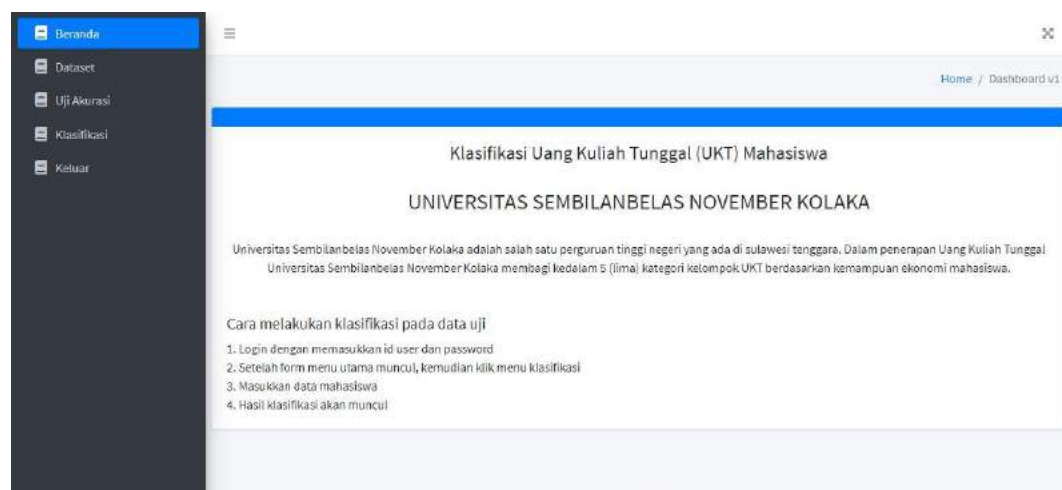 Beranda
Dataset
Uji Akurasi
Klasifikasi
Keluar
Home / Dashboard v1
Klasifikasi Uang Kuliah Tunggal (UKT) Mahasiswa
UNIVERSITAS SEMBILANBELAS NOVEMBER KOLAKA
Universitas Sembilanbelas November Kolaka adalah salah satu perguruan tinggi negeri yang ada di sulawesi tenggara. Dalam penerapan Uang Kuliah Tunggal
Universitas Sembilanbelas November Kolaka membagi kedalam 5 (lima) kategori kelompok UKT berdasarkan kemampuan ekonomi mahasiswa.
Cara melakukan klasifikasi pada data uji
1. Login dengan memasukkan id user dan password
2. Setelah form menu utama muncul, kemudian klik menu klasifikasi
3. Masukkan data mahasiswa
4. Hasil klasifikasi akan muncul